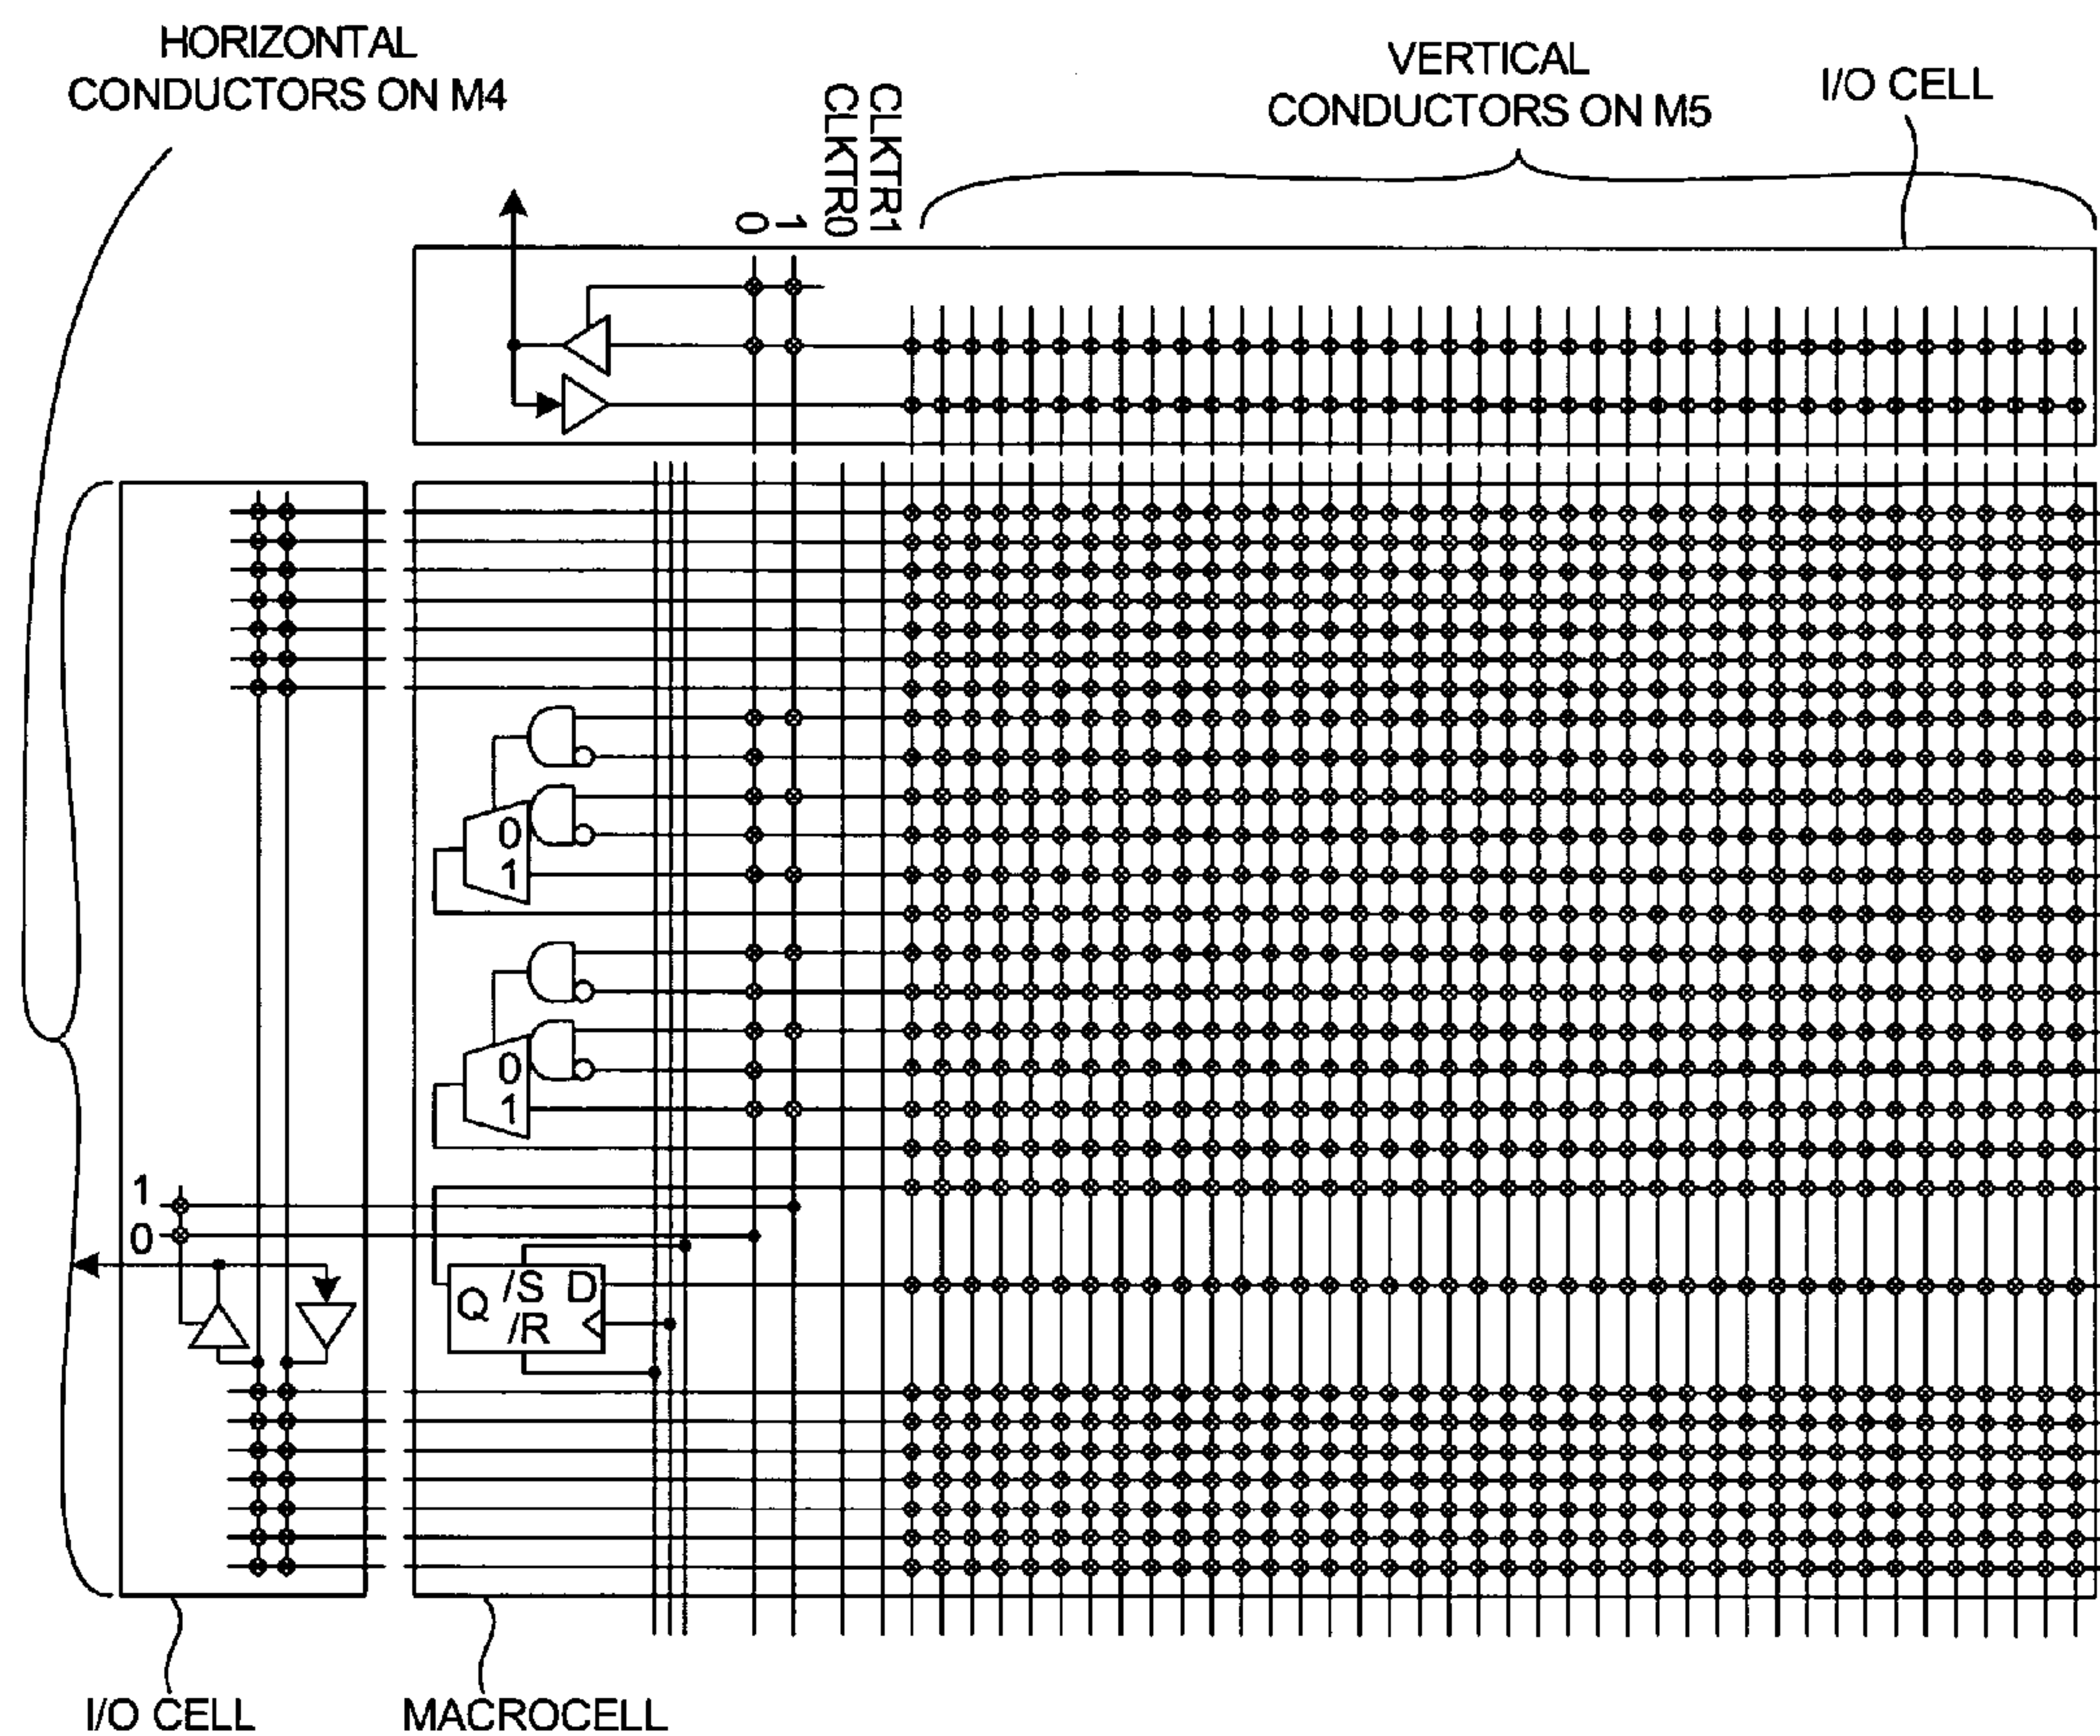 HORIZONTAL
CONDUCTORS ON M4
VERTICAL
CONDUCTORS ON M5
I/O CELL
CLKTR1
CLKTR0
1
0
0
1
0
1
1
0
Q
/S
D
/R
I/O CELL
MACROCELL